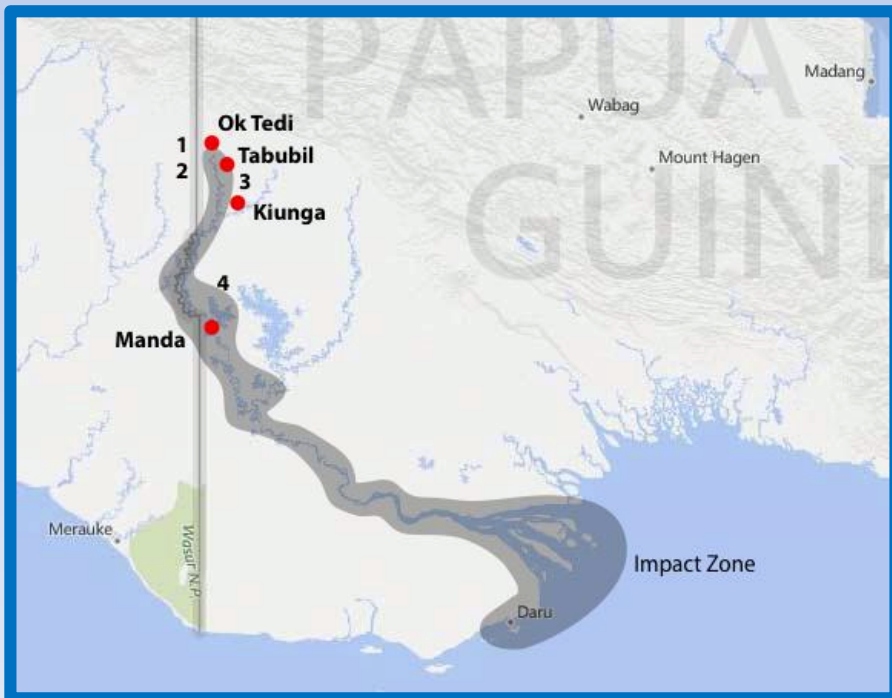 PAPUA N
GUINE
Madang
Wabag
Mount Hagen
Ok Tedi
1
Tabubil
2
3
Kiunga
4
Manda
Merauke
Wasur N.P.
Impact Zone
Daru